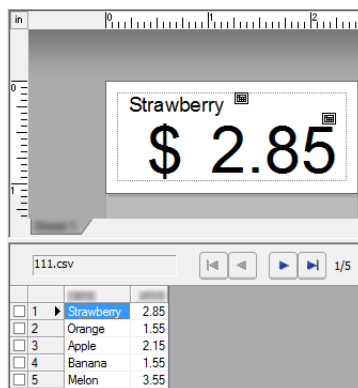 in 0 1 2
0
Strawberry
$ 2.85
1
111.csv 1/5
1 Strawberry 2.85
2 Orange 1.55
3 Apple 2.15
4 Banana 1.55
5 Melon 3.55